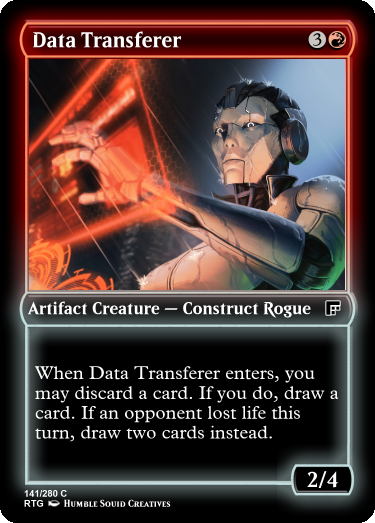 Data Transferer 3
Artifact Creature — Construct Rogue
When Data Transferer enters, you
may discard a card. If you do, draw a
card. If an opponent lost life this
turn, draw two cards instead.
2/4
141/280 C
RTG Humble Squid Creatives